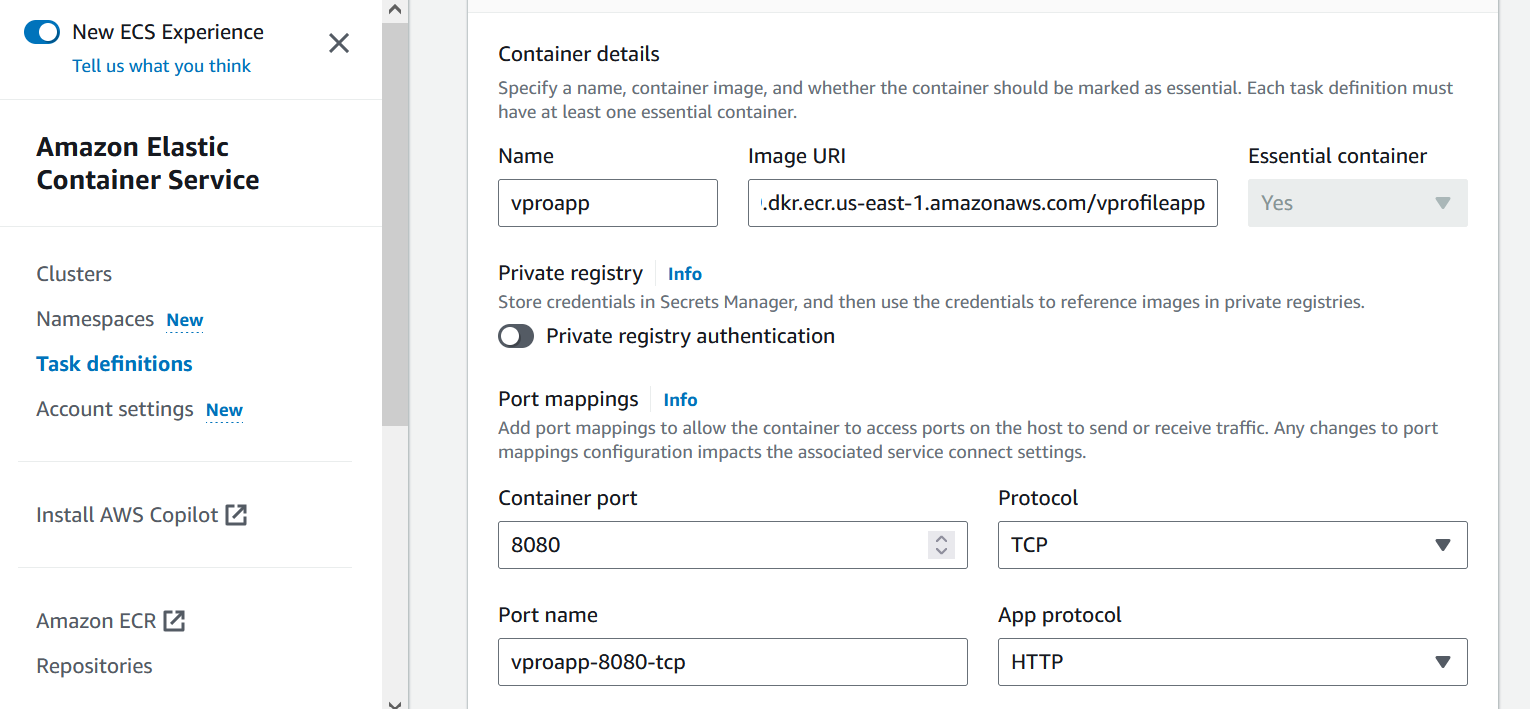 New ECS Experience
Tell us what you think
Amazon Elastic
Container Service
Clusters
Namespaces New
Task definitions
Account settings New
Install AWS Copilot
Amazon ECR
Repositories
Container details
Specify a name, container image, and whether the container should be marked as essential. Each task definition must
have at least one essential container.
Name Image URI Essential container
vproapp .dkr.ecr.us-east-1.amazonaws.com/vprofileapp Yes
Private registry Info
Store credentials in Secrets Manager, and then use the credentials to reference images in private registries.
Private registry authentication
Port mappings Info
Add port mappings to allow the container to access ports on the host to send or receive traffic. Any changes to port
mappings configuration impacts the associated service connect settings.
Container port Protocol
8080 TCP
Port name App protocol
vproapp-8080-tcp HTTP